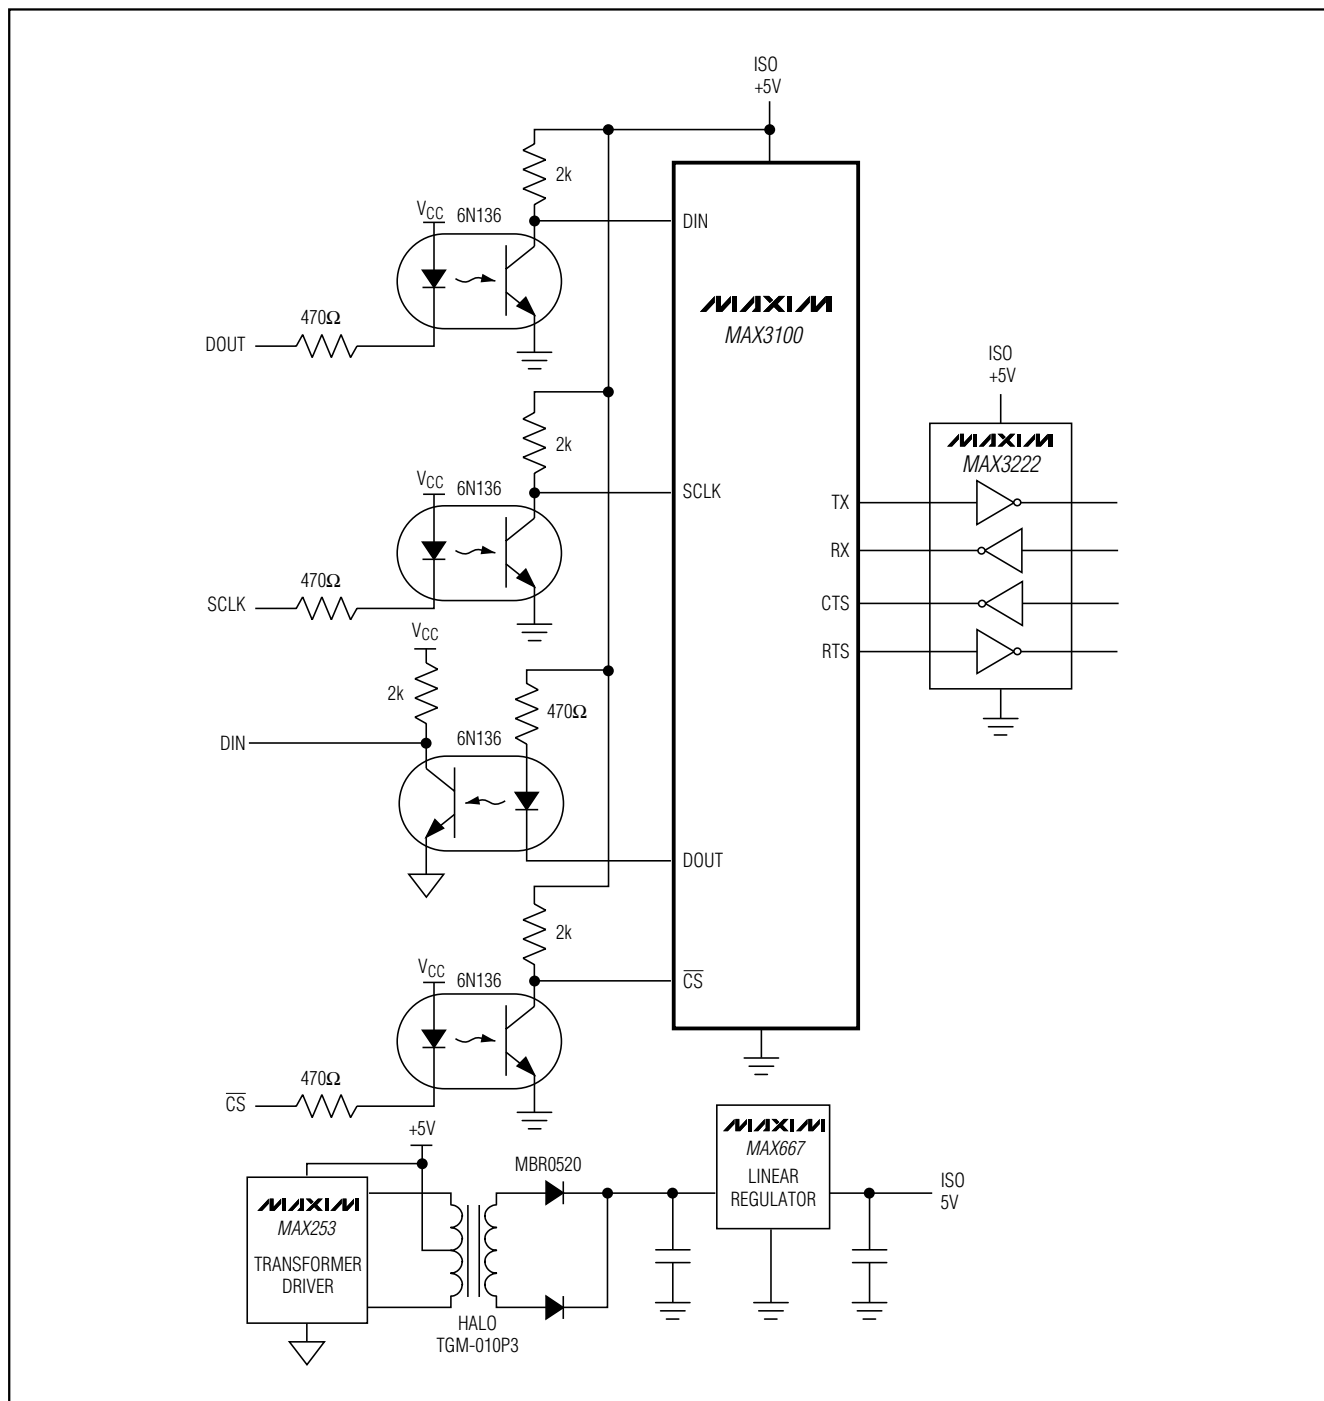 ISO
+5V
2k
VCC
6N136
DIN
MAXIM
MAX3100
470Ω
DOUT
ISO
+5V
2k
MAXIM
MAX3222
VCC
6N136
SCLK
TX
RX
470Ω
SCLK
CTS
VCC
RTS
2k
470Ω
DIN
6N136
DOUT
2k
VCC
6N136
C̅S̅
470Ω
C̅S̅
+5V
MAXIM
MAX667
LINEAR
REGULATOR
MBR0520
ISO
5V
MAXIM
MAX253
TRANSFORMER
DRIVER
HALO
TGM-010P3